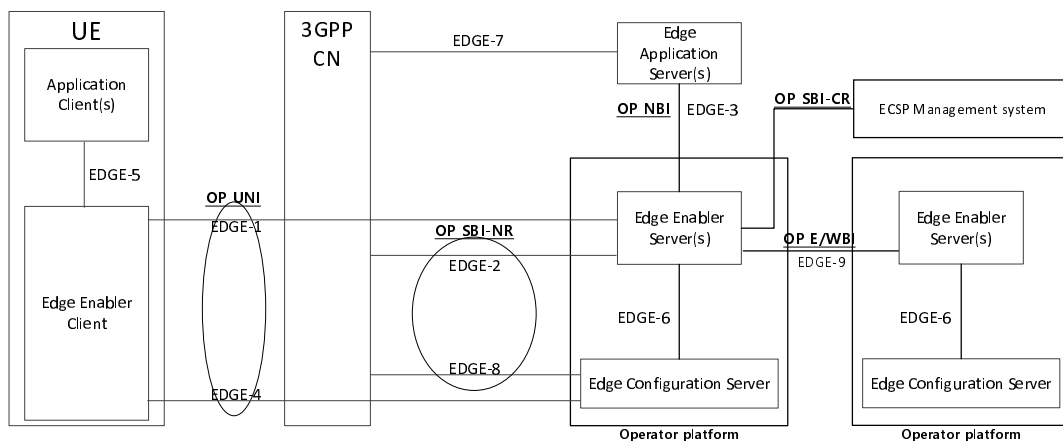 UE
Application
Client(s)
EDGE-5
Edge Enabler
Client
OP UNI
EDGE-1
EDGE-4
3GPP
CN
EDGE-7
OP SBI-NR
EDGE-2
EDGE-8
Edge
Application
Server(s)
OP NBI
EDGE-3
OP SBI-CR
ECSP Management system
Edge Enabler
Server(s)
EDGE-6
Edge Configuration Server
Operator platform
OP E/WBI
EDGE-9
Edge Enabler
Server(s)
EDGE-6
Edge Configuration Server
Operator platform